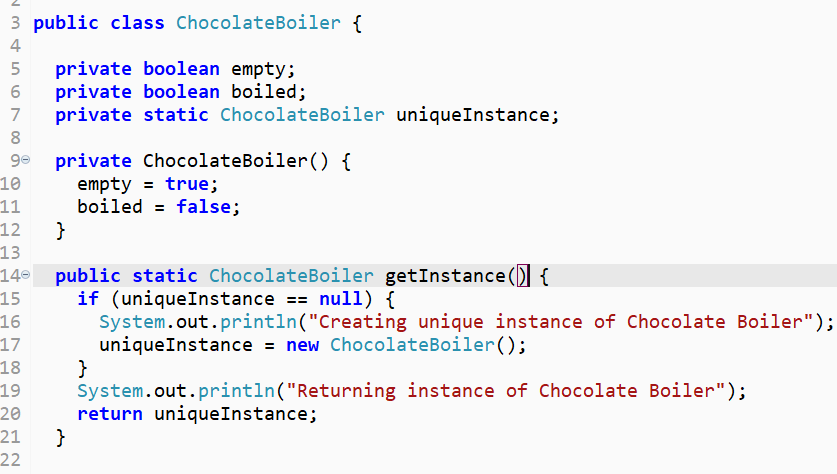 2
3 public class ChocolateBoiler {
4
5   private boolean empty;
6   private boolean boiled;
7   private static ChocolateBoiler uniqueInstance;
8
9   private ChocolateBoiler() {
10     empty = true;
11     boiled = false;
12   }
13
14   public static ChocolateBoiler getInstance() {
15     if (uniqueInstance == null) {
16       System.out.println("Creating unique instance of Chocolate Boiler");
17       uniqueInstance = new ChocolateBoiler();
18     }
19     System.out.println("Returning instance of Chocolate Boiler");
20     return uniqueInstance;
21   }
22